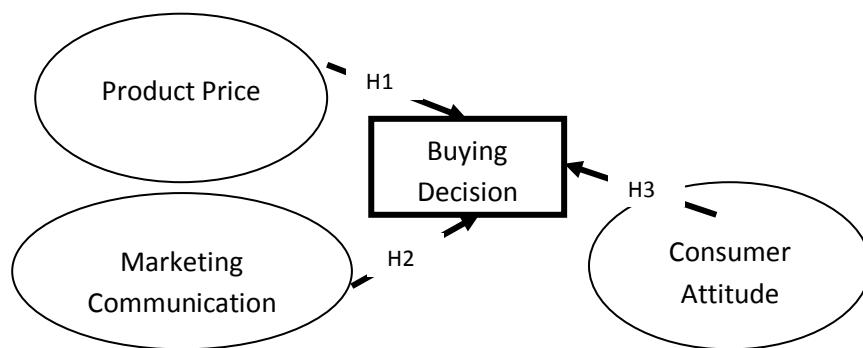 Product Price
H1
Buying
Decision
H3
Marketing
Communication
H2
Consumer
Attitude